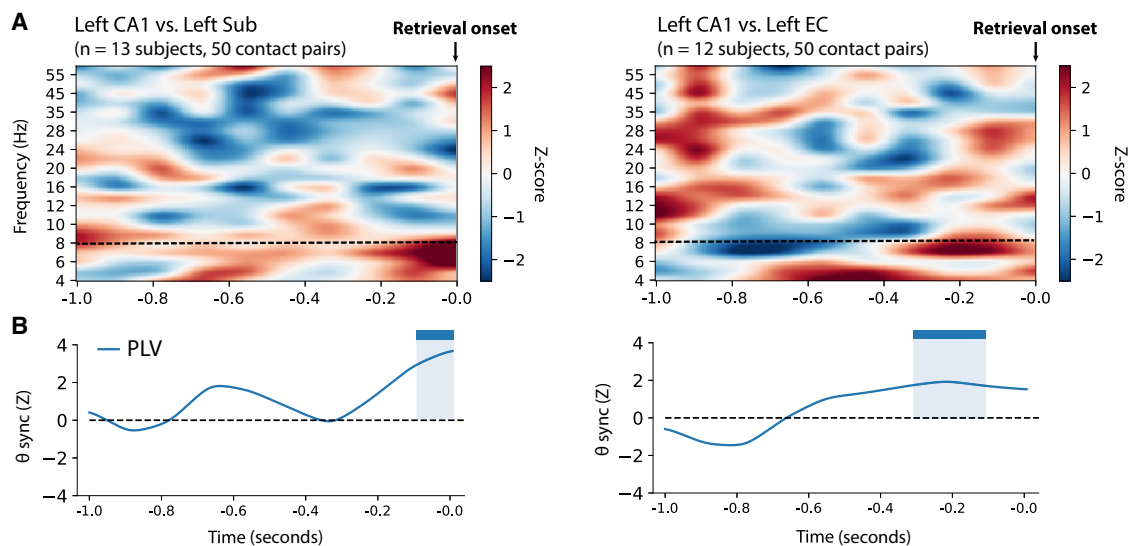 A
Left CA1 vs. Left Sub
(n = 13 subjects, 50 contact pairs)
Retrieval onset
Frequency (Hz)
55
45
35
28
24
20
16
12
10
8
6
4
-1.0 -0.8 -0.6 -0.4 -0.2 -0.0
2
1
0
−1
−2
Z-score
Left CA1 vs. Left EC
(n = 12 subjects, 50 contact pairs)
Retrieval onset
55
45
35
28
24
20
16
12
10
8
6
4
-1.0 -0.8 -0.6 -0.4 -0.2 -0.0
2
1
0
−1
−2
Z-score
B
PLV
θ sync (Z)
4
2
0
−2
−4
-1.0 -0.8 -0.6 -0.4 -0.2 -0.0
Time (seconds)
θ sync (Z)
4
2
0
−2
−4
-1.0 -0.8 -0.6 -0.4 -0.2 -0.0
Time (seconds)